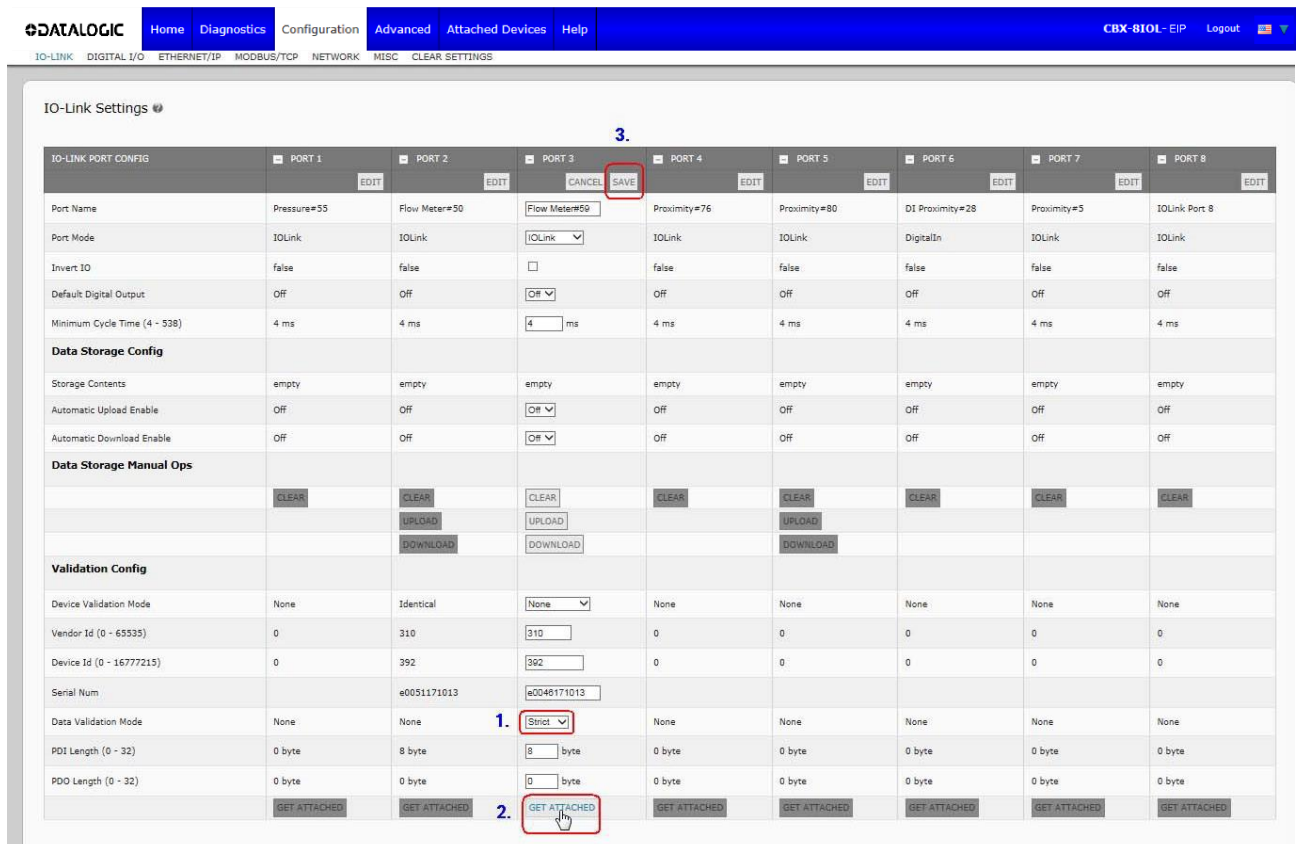 DATALOGIC Home Diagnostics Configuration Advanced Attached Devices Help CBX-8IOL- EIP Logout
IO-LINK DIGITAL I/O ETHERNET/IP MODBUS/TCP NETWORK MISC CLEAR SETTINGS
IO-Link Settings ?
3.
IO-LINK PORT CONFIG PORT 1 PORT 2 PORT 3 PORT 4 PORT 5 PORT 6 PORT 7 PORT 8
EDIT EDIT CANCEL SAVE EDIT EDIT EDIT EDIT EDIT
Port Name Pressure#55 Flow Meter#50 Flow Meter#59 Proximity#76 Proximity#80 DI Proximity#28 Proximity#5 IOLink Port 8
Port Mode IOLink IOLink IOLink IOLink IOLink DigitalIn IOLink IOLink
Invert IO false false false false false false false
Default Digital Output Off Off Off Off Off Off Off Off
Minimum Cycle Time (4 - 538) 4 ms 4 ms 4 ms 4 ms 4 ms 4 ms 4 ms 4 ms
Data Storage Config
Storage Contents empty empty empty empty empty empty empty empty
Automatic Upload Enable Off Off Off Off Off Off Off Off
Automatic Download Enable Off Off Off Off Off Off Off Off
Data Storage Manual Ops
CLEAR CLEAR CLEAR CLEAR CLEAR CLEAR CLEAR CLEAR
UPLOAD UPLOAD UPLOAD
DOWNLOAD DOWNLOAD DOWNLOAD
Validation Config
Device Validation Mode None Identical None None None None None None
Vendor Id (0 - 65535) 0 310 310 0 0 0 0 0
Device Id (0 - 16777215) 0 392 392 0 0 0 0 0
Serial Num e0051171013 e0046171013
Data Validation Mode None None 1. Strict None None None None None
PDI Length (0 - 32) 0 byte 8 byte 8 byte 0 byte 0 byte 0 byte 0 byte 0 byte
PDO Length (0 - 32) 0 byte 0 byte 0 byte 0 byte 0 byte 0 byte 0 byte 0 byte
GET ATTACHED GET ATTACHED 2. GET ATTACHED GET ATTACHED GET ATTACHED GET ATTACHED GET ATTACHED GET ATTACHED